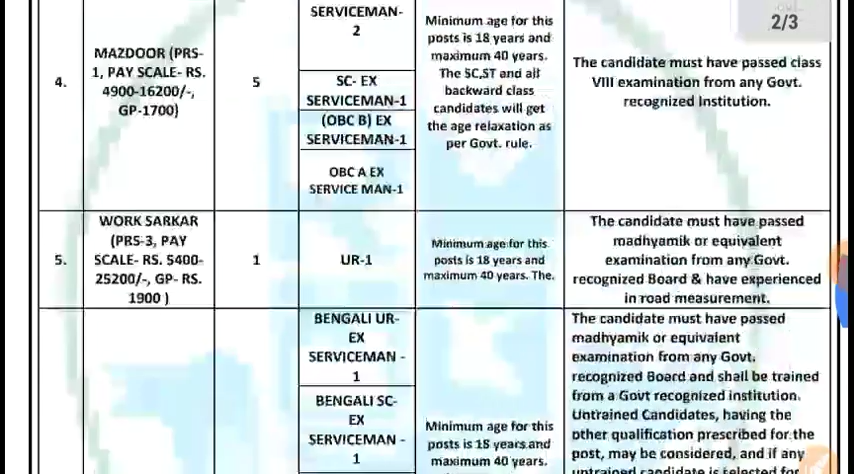 2/3
SERVICEMAN-
2
4.
MAZDOOR (PRS-
1, PAY SCALE- RS.
4900-16200/-,
GP-1700)
5
SC- EX
SERVICEMAN-1
(OBC B) EX
SERVICEMAN-1
OBC A EX
SERVICE MAN-1
Minimum age for this
posts is 18 years and
maximum 40 years.
The SC,ST and all
backward class
candidates will get
the age relaxation as
per Govt. rule.
The candidate must have passed class
VIII examination from any Govt.
recognized Institution.
5.
WORK SARKAR
(PRS-3, PAY
SCALE- RS. 5400-
25200/-, GP- RS.
1900 )
1
UR-1
Minimum age for this
posts is 18 years and
maximum 40 years. The.
The candidate must have passed
madhyamik or equivalent
examination from any Govt.
recognized Board & have experienced
in road measurement.
BENGALI UR-
EX
SERVICEMAN -
1
BENGALI SC-
EX
SERVICEMAN -
1
Minimum age for this
posts is 18 years and
maximum 40 years.
The candidate must have passed
madhyamik or equivalent
examination from any Govt.
recognized Board and shall be trained
from a Govt recognized institution.
Untrained Candidates, having the
other qualification prescribed for the
post, may be considered, and if any
untrained candidate is selected for